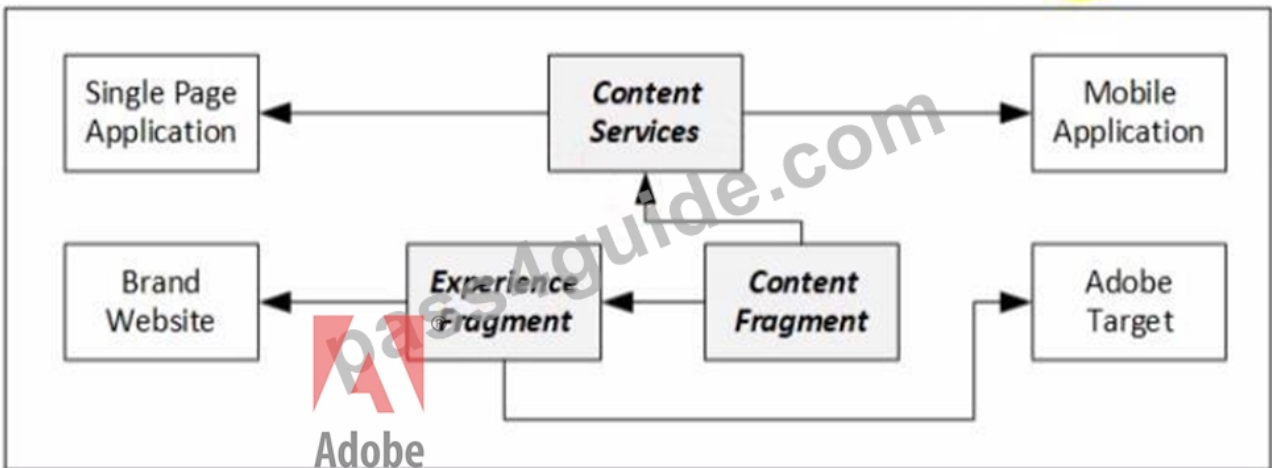 Single Page
Application
Content
Services
Mobile
Application
Brand
Website
Experience
Fragment
Content
Fragment
Adobe
Target
pass4guide.com
®
Adobe